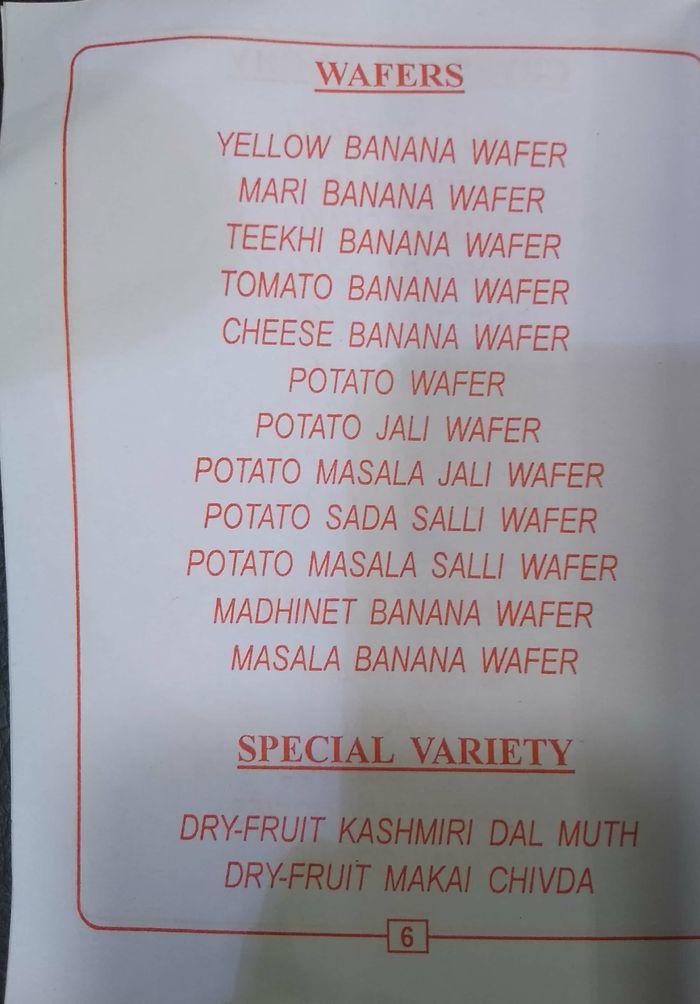 WAFERS
YELLOW BANANA WAFER
MARI BANANA WAFER
TEEKHI BANANA WAFER
TOMATO BANANA WAFER
CHEESE BANANA WAFER
POTATO WAFER
POTATO JALI WAFER
POTATO MASALA JALI WAFER
POTATO SADA SALLI WAFER
POTATO MASALA SALLI WAFER
MADHINET BANANA WAFER
MASALA BANANA WAFER
SPECIAL VARIETY
DRY-FRUIT KASHMIRI DAL MUTH
DRY-FRUIT MAKAI CHIVDA
6